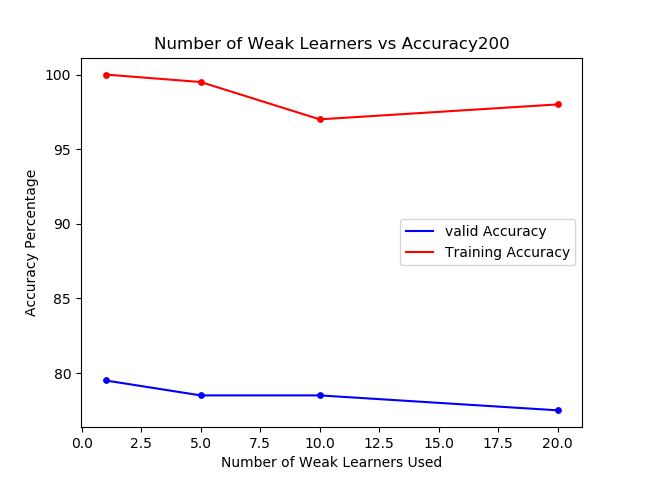 Number of Weak Learners vs Accuracy200
100
95
90
85
80
Accuracy Percentage
valid Accuracy
Training Accuracy
0.0 2.5 5.0 7.5 10.0 12.5 15.0 17.5 20.0
Number of Weak Learners Used